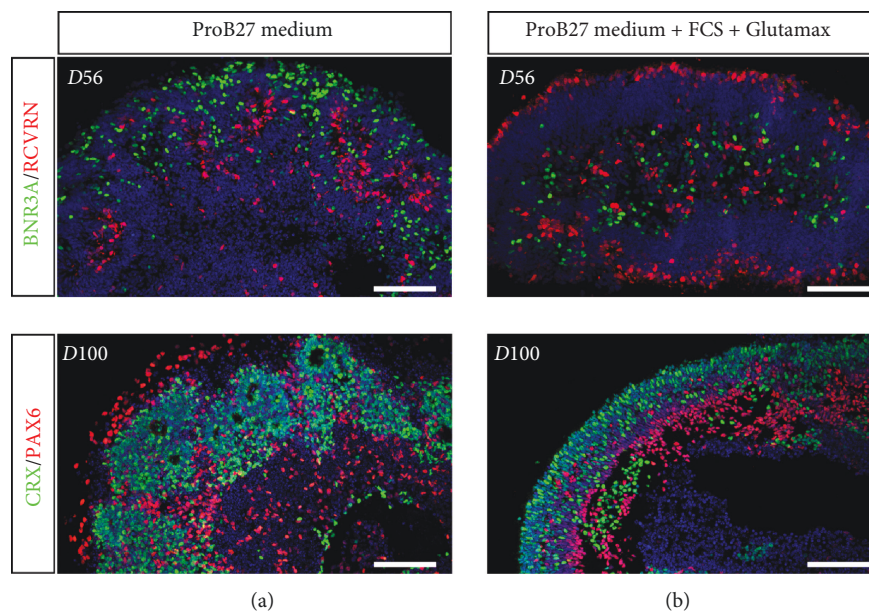 ProB27 medium
ProB27 medium + FCS + Glutamax
BNR3A/RCVRN
D56
D56
CRX/PAX6
D100
D100
(a)
(b)